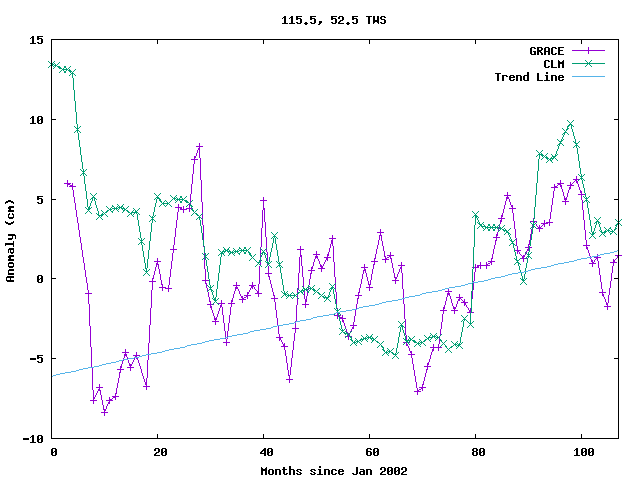 115.5, 52.5 TWS
GRACE
CLM
Trend Line
15
10
5
0
-5
-10
Anomaly (cm)
0 20 40 60 80 100
Months since Jan 2002